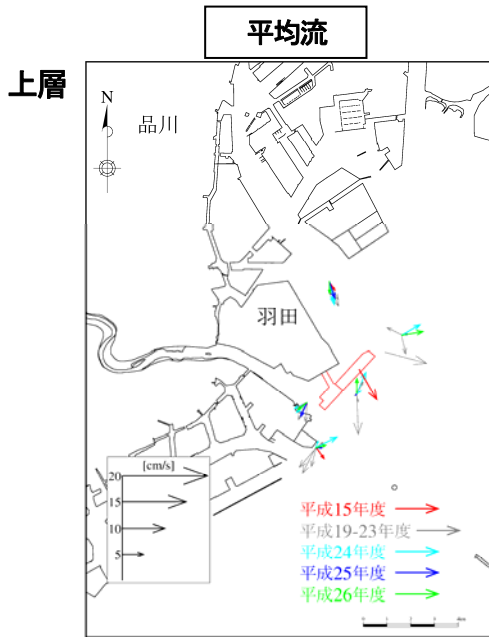 平均流
上層
N
品川
羽田
[cm/s]
20
15
10
5
平成15年度
平成19-23年度
平成24年度
平成25年度
平成26年度